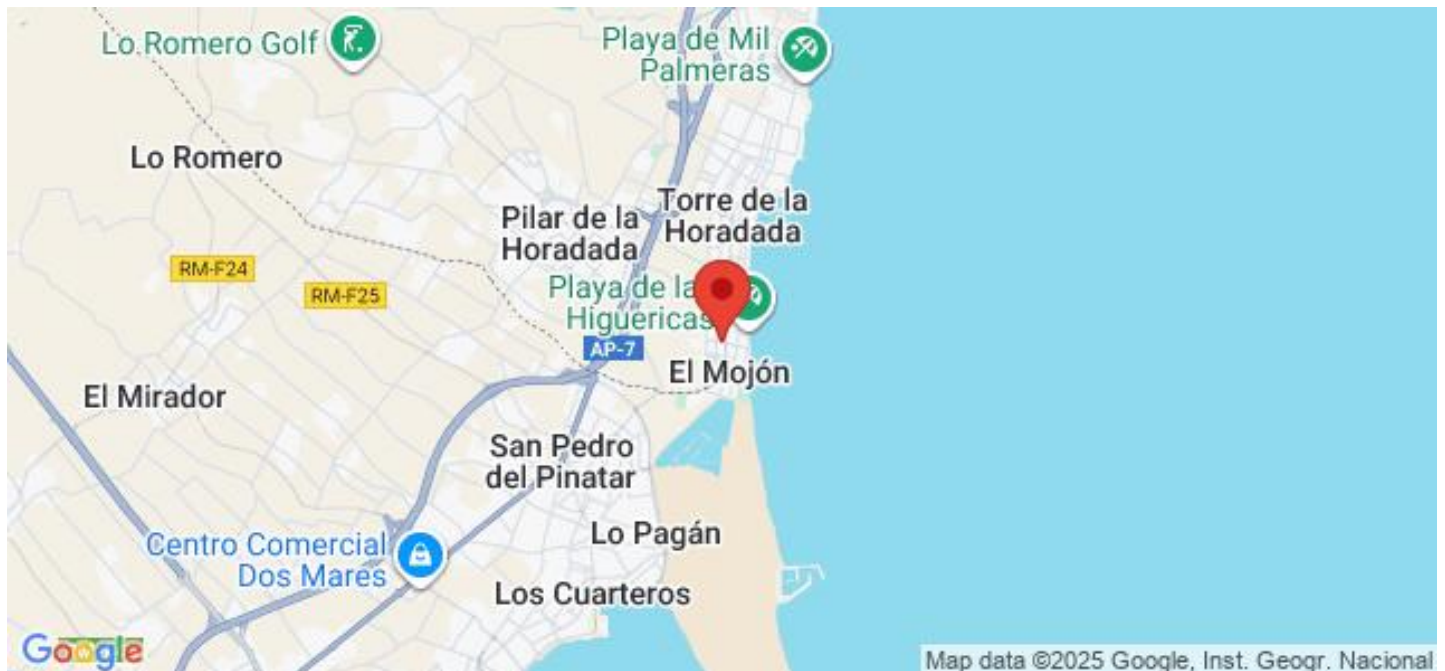 Lo Romero Golf
Playa de Mil
Palmeras
Lo Romero
Torre de la
Horadada
Pilar de la
Horadada
RM-F24
RM-F25
Playa de la
Higuericas
AP-7
El Mojón
El Mirador
San Pedro
del Pinatar
Lo Pagán
Centro Comercial
Dos Mares
Los Cuarteros
Google
Map data ©2025 Google, Inst. Geogr. Nacional